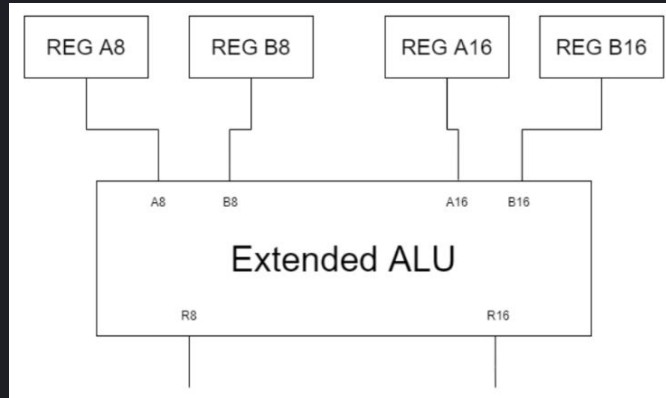 REG A8
REG B8
REG A16
REG B16
A8
B8
A16
B16
Extended ALU
R8
R16